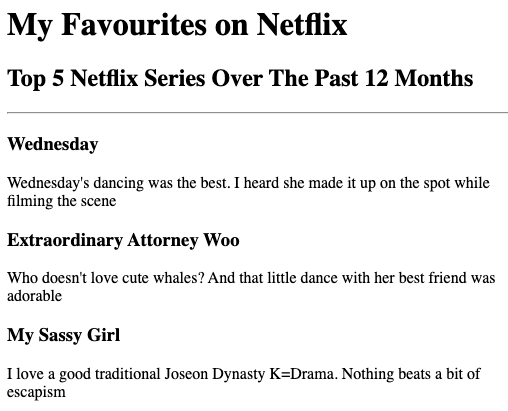 My Favourites on Netflix
Top 5 Netflix Series Over The Past 12 Months
Wednesday
Wednesday's dancing was the best. I heard she made it up on the spot while
filming the scene
Extraordinary Attorney Woo
Who doesn't love cute whales? And that little dance with her best friend was
adorable
My Sassy Girl
I love a good traditional Joseon Dynasty K=Drama. Nothing beats a bit of
escapism